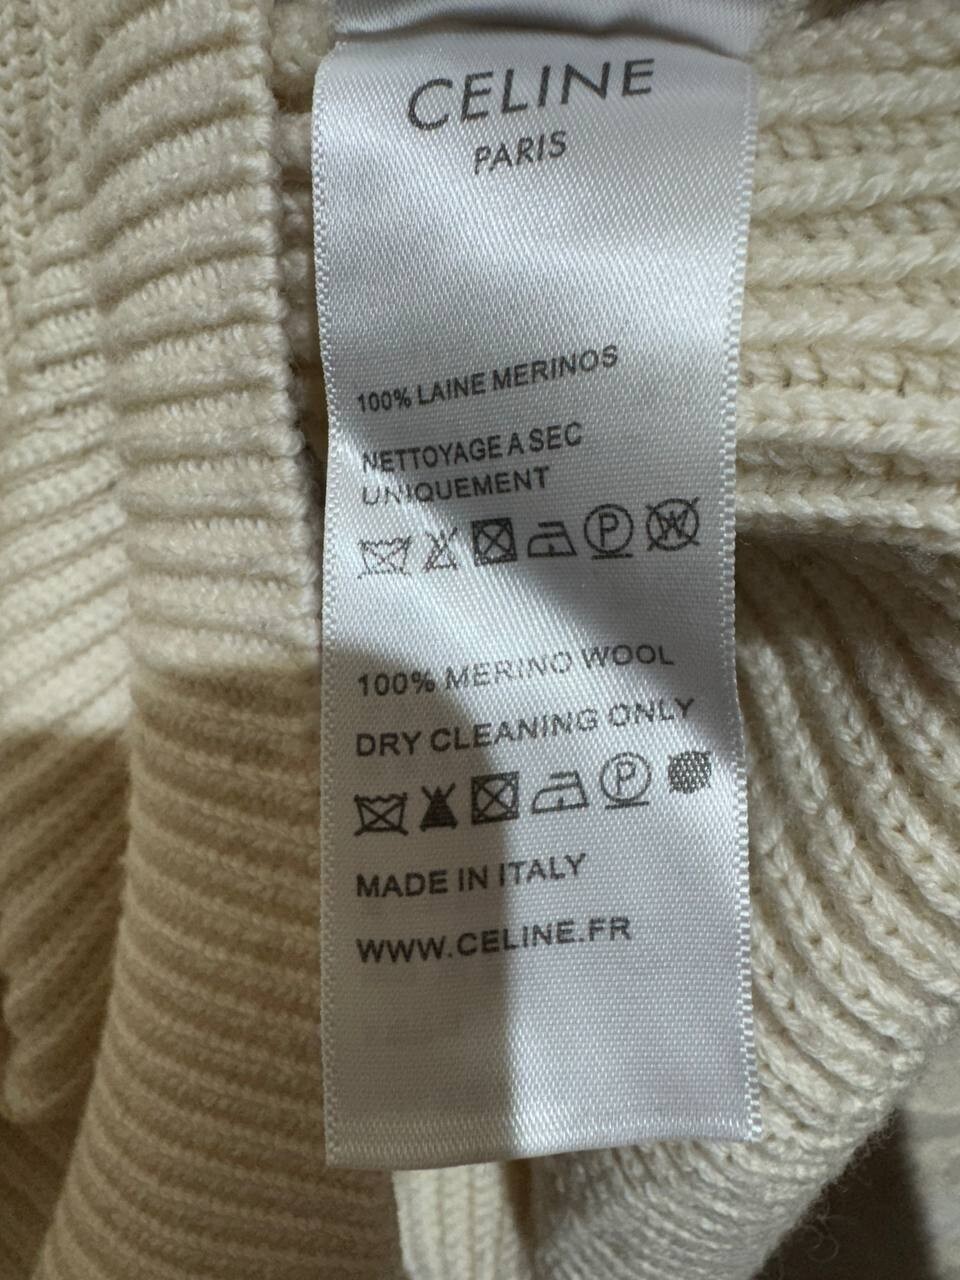 CELINE
PARIS
100% LAINE MERINOS
NETTOYAGE A SEC
UNIQUEMENT
P W
100% MERINO WOOL
DRY CLEANING ONLY
P
MADE IN ITALY
WWW.CELINE.FR